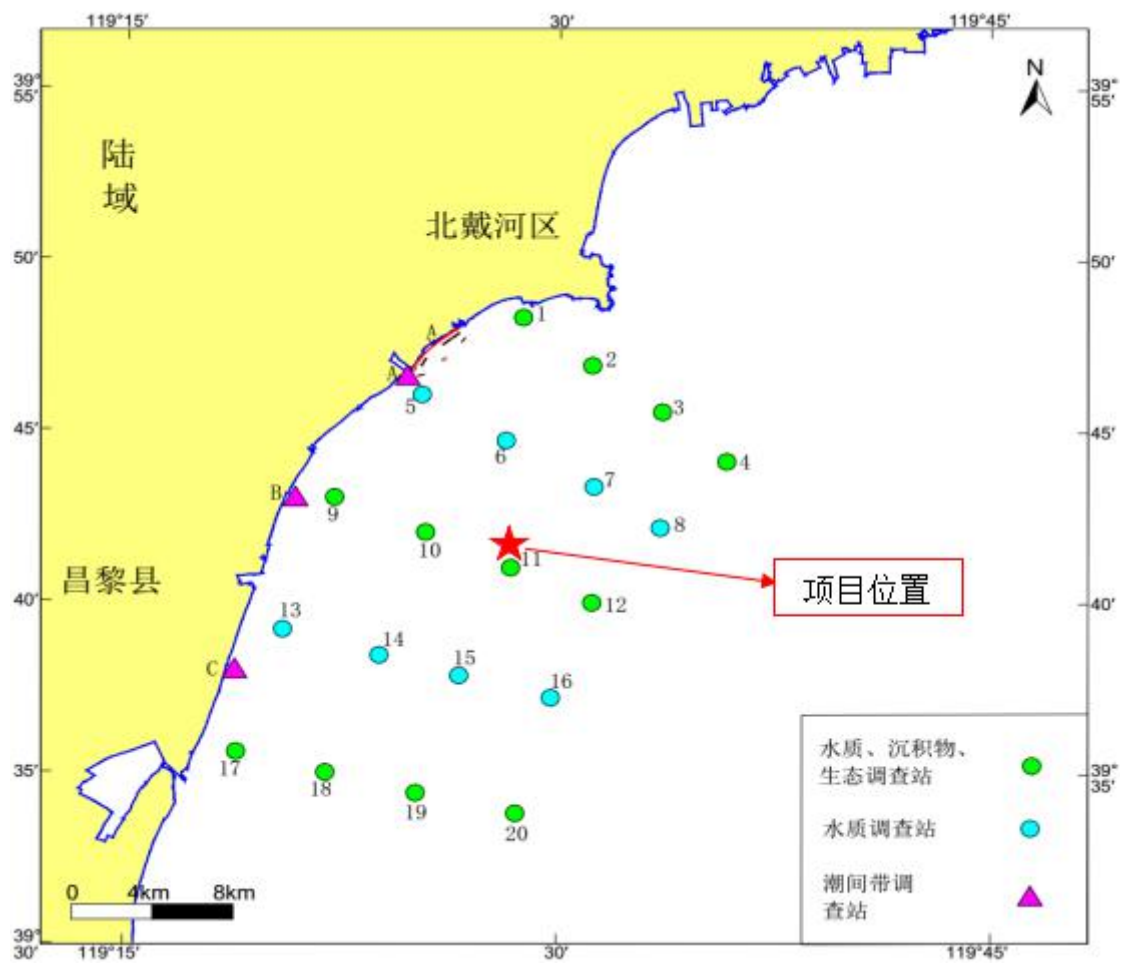 119°15′
30′
119°45′
39°
55′
39°
55′
N
陆
域
北戴河区
50′
50′
1
A
2
A
5
3
45′
45′
6
4
7
B
9
8
10
11
昌黎县
项目位置
40′
40′
12
13
14
C
15
16
17
水质、沉积物、
生态调查站
35′
39°
35′
18
19
20
水质调查站
0 4km 8km
潮间带调
查站
39°
30′
119°15′
30′
119°45′